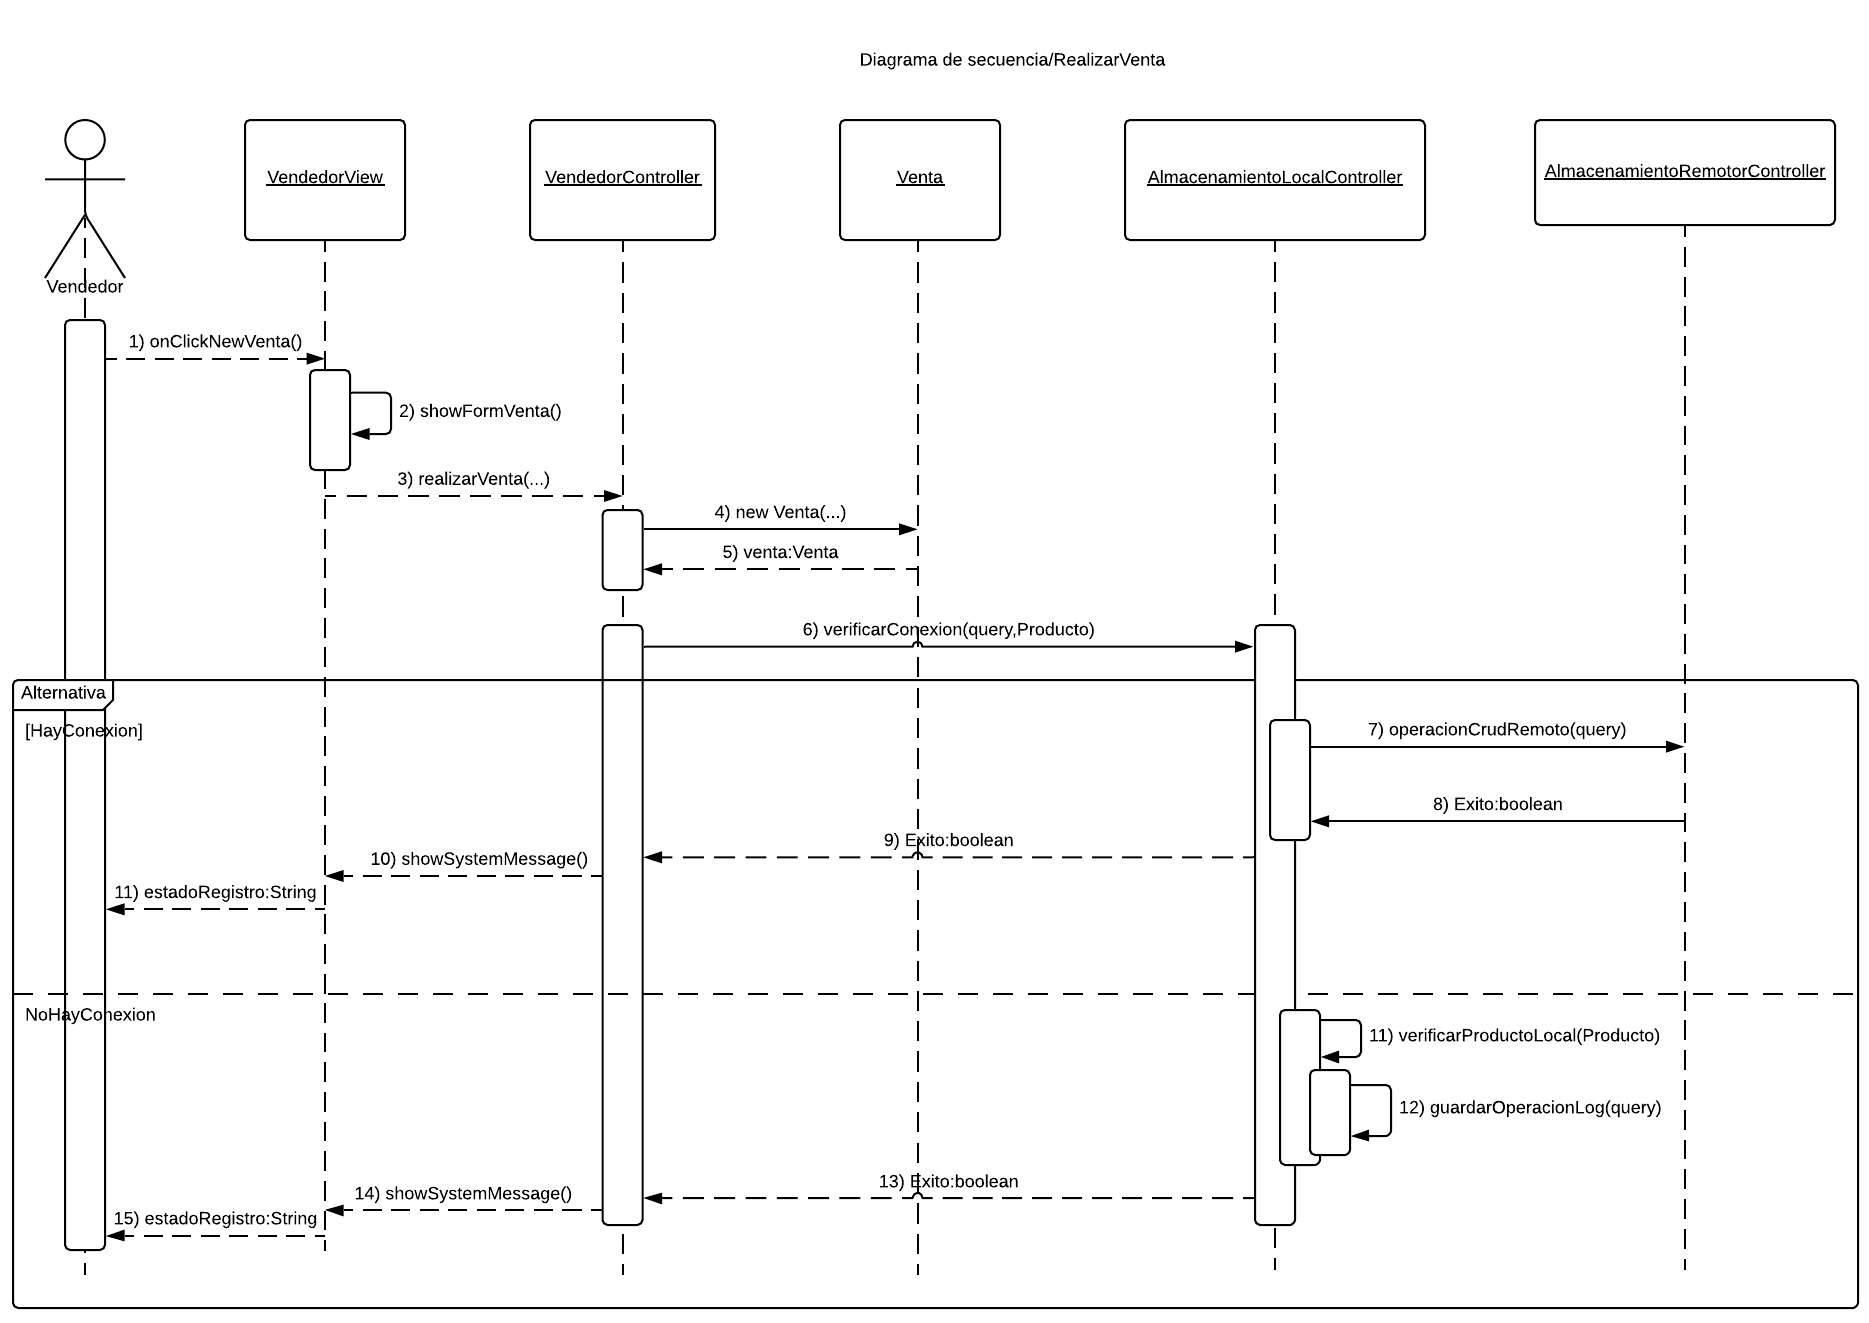 Diagrama de secuencia/RealizarVenta
Vendedor
VendedorView
VendedorController
Venta
AlmacenamientoLocalController
AlmacenamientoRemotorController
1) onClickNewVenta()
2) showFormVenta()
3) realizarVenta(...)
4) new Venta(...)
5) venta:Venta
6) verificarConexion(query,Producto)
Alternativa
[HayConexion]
7) operacionCrudRemoto(query)
8) Exito:boolean
9) Exito:boolean
10) showSystemMessage()
11) estadoRegistro:String
NoHayConexion
11) verificarProductoLocal(Producto)
12) guardarOperacionLog(query)
13) Exito:boolean
14) showSystemMessage()
15) estadoRegistro:String